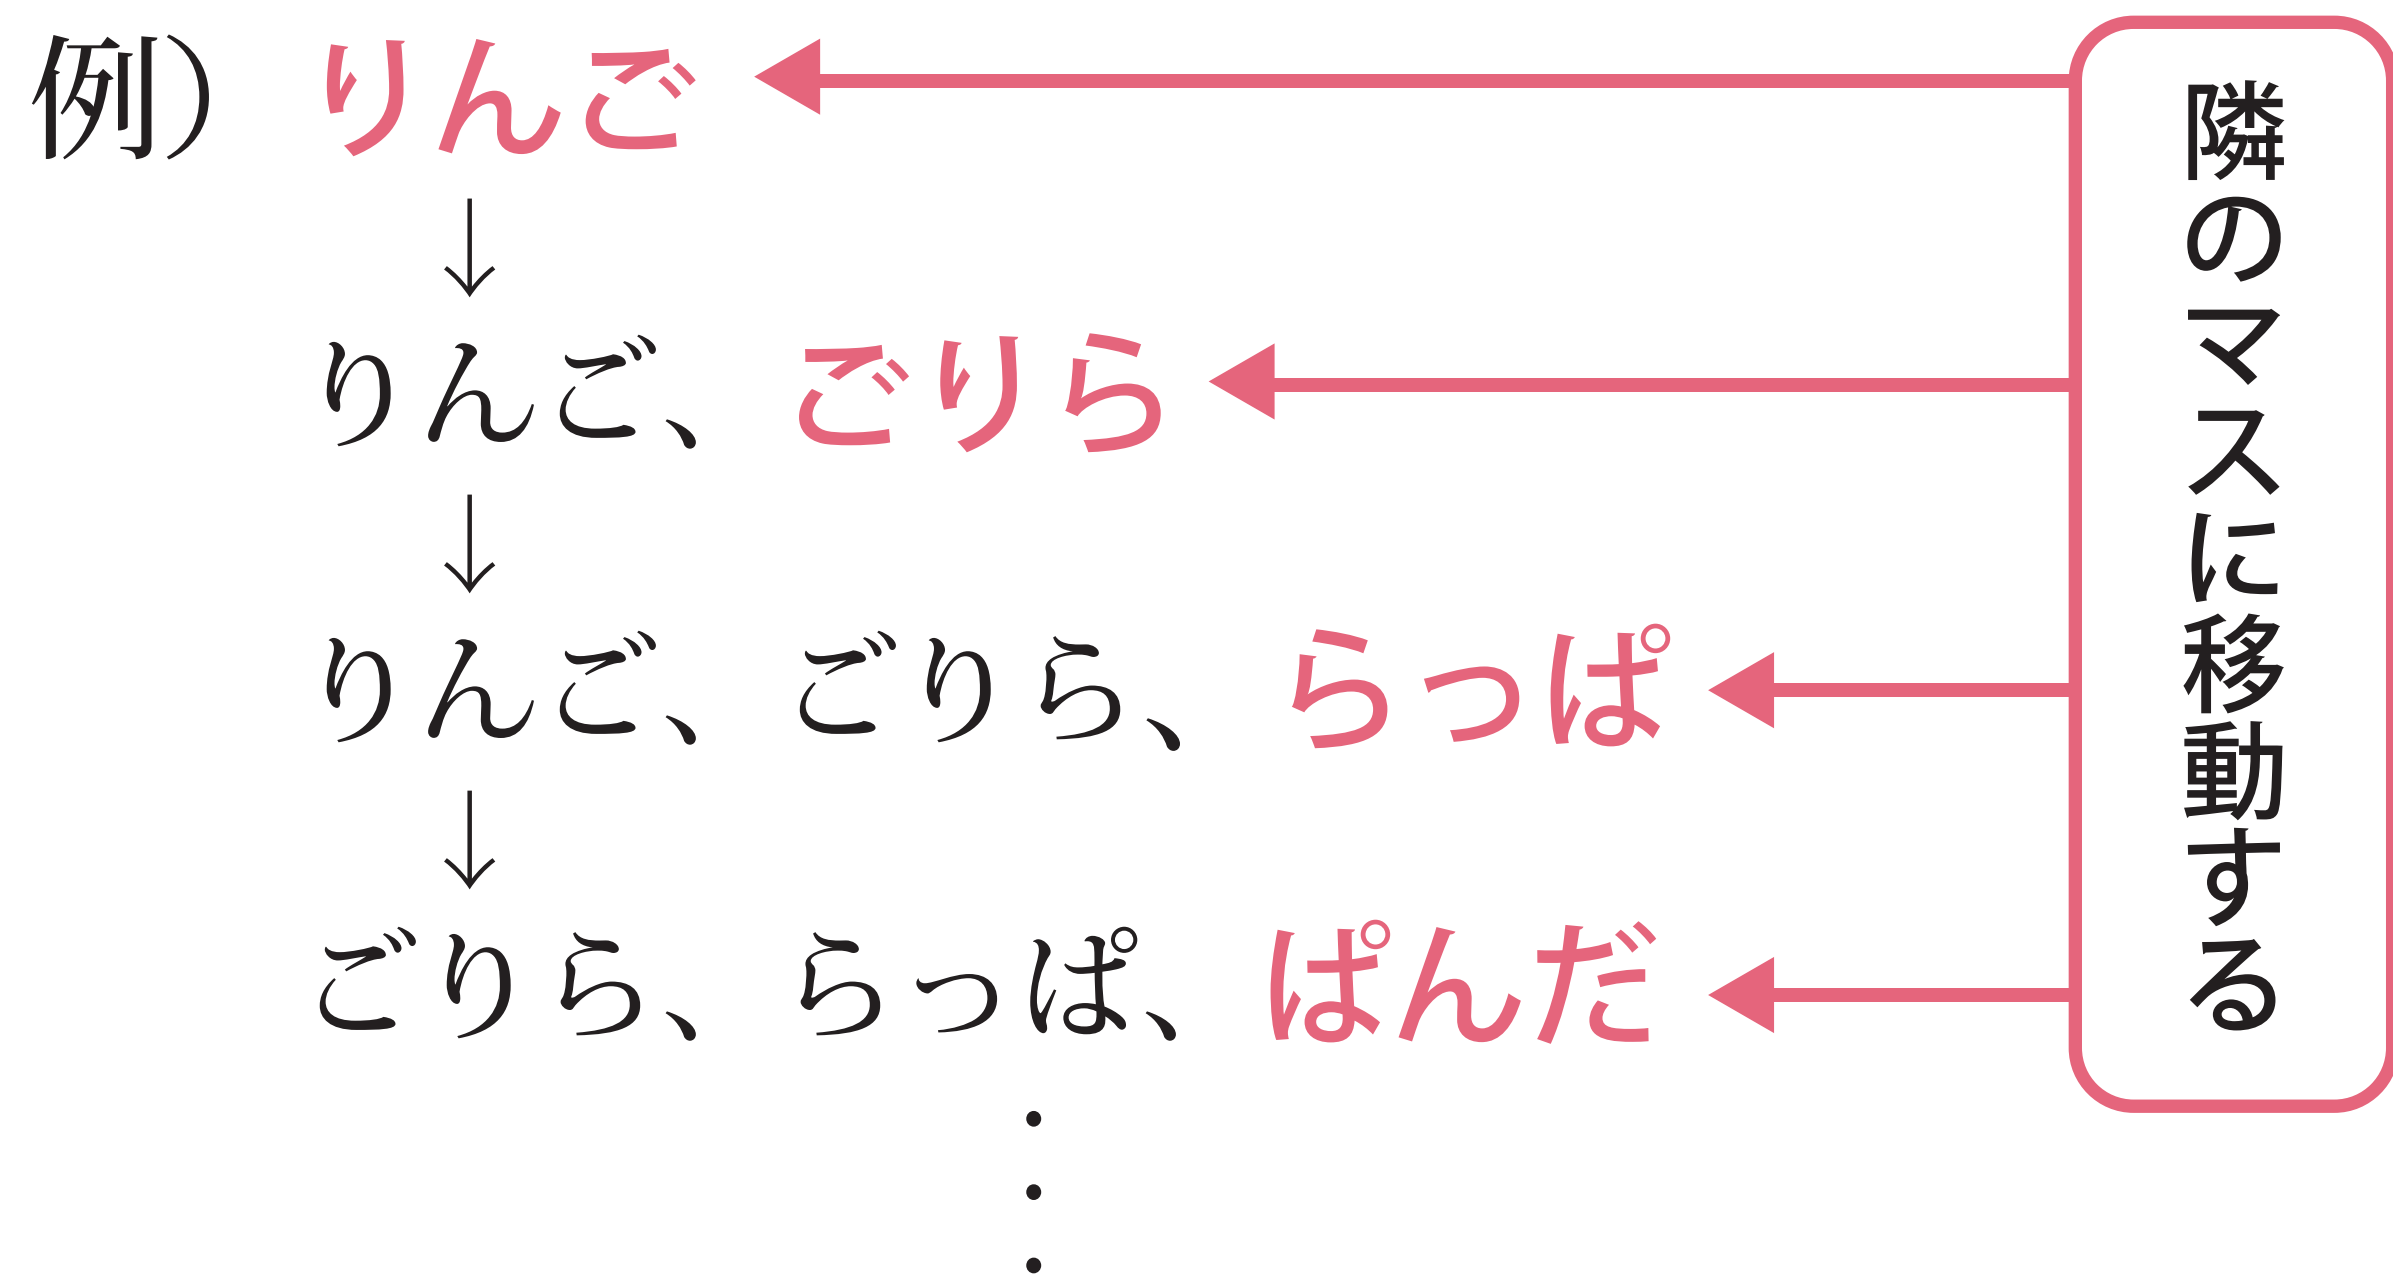 例）りんご
↓
りんご、ごりら
↓
りんご、ごりら、らっぱ
↓
ごりら、らっぱ、ぱんだ
・
・
・
隣のマスに移動する